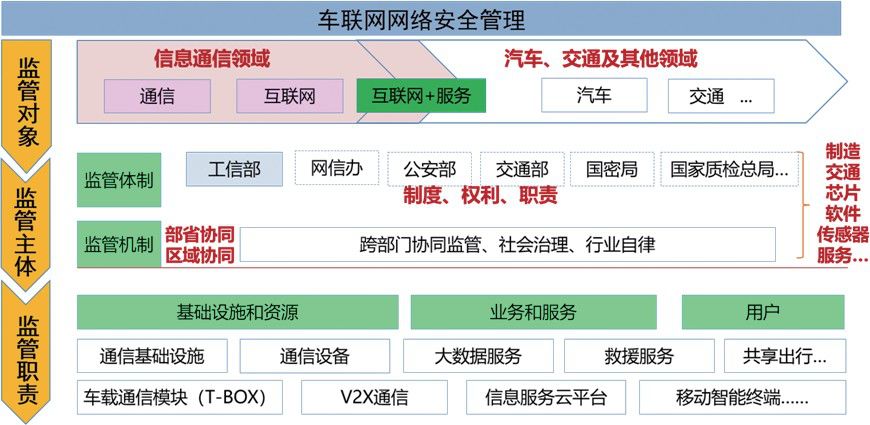 车联网网络安全管理
监管对象
信息通信领域
汽车、交通及其他领域
通信
互联网
互联网+服务
汽车
交通 ...
监管主体
监管体制
工信部
网信办
公安部
交通部
国密局
国家质检总局...
制度、权利、职责
监管机制
部省协同
区域协同
跨部门协同监管、社会治理、行业自律
制造
交通
芯片
软件
传感器
服务...
监管职责
基础设施和资源
业务和服务
用户
通信基础设施
通信设备
大数据服务
救援服务
共享出行...
车载通信模块（T-BOX）
V2X通信
信息服务云平台
移动智能终端......